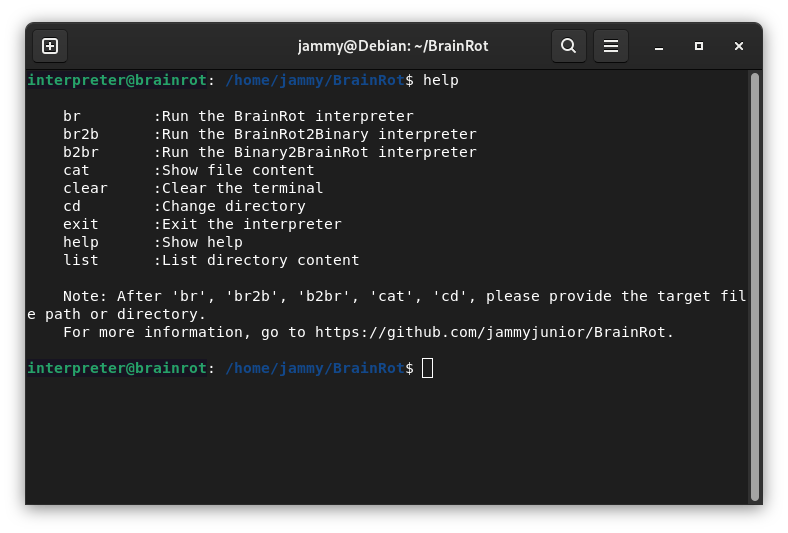 jammy@Debian: ~/BrainRot
interpreter@brainrot: /home/jammy/BrainRot$ help
br        :Run the BrainRot interpreter
br2b      :Run the BrainRot2Binary interpreter
b2br      :Run the Binary2BrainRot interpreter
cat       :Show file content
clear     :Clear the terminal
cd        :Change directory
exit      :Exit the interpreter
help      :Show help
list      :List directory content
Note: After 'br', 'br2b', 'b2br', 'cat', 'cd', please provide the target fil
e path or directory.
For more information, go to https://github.com/jammyjunior/BrainRot.
interpreter@brainrot: /home/jammy/BrainRot$